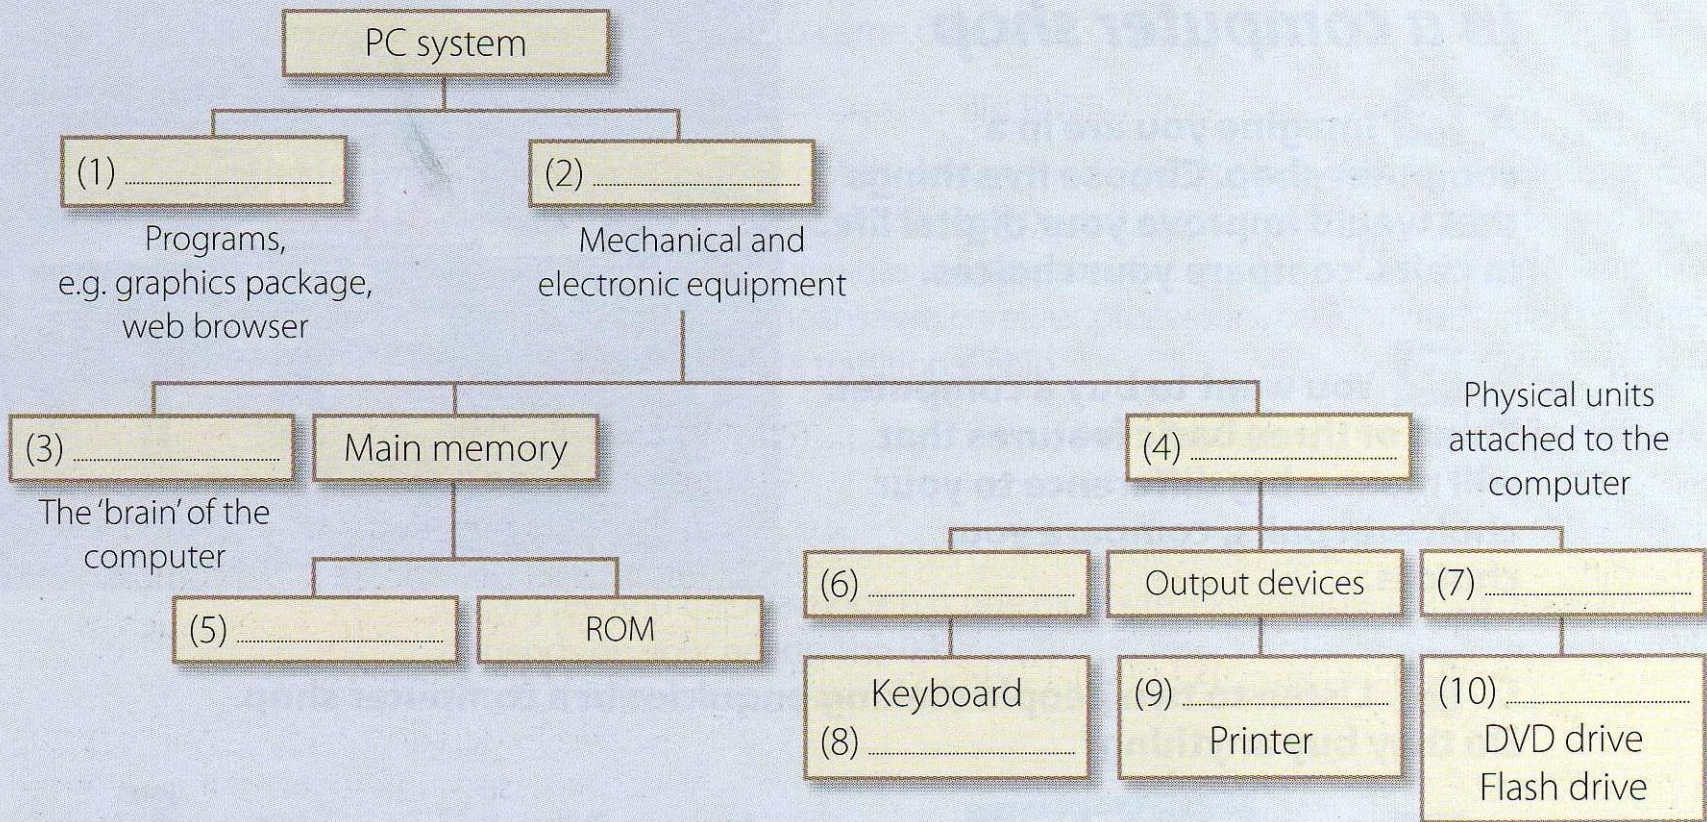 PC system
(1)
(2)
Programs,
e.g. graphics package,
web browser
Mechanical and
electronic equipment
(3)
Main memory
(4)
Physical units
attached to the
computer
The 'brain' of the
computer
(5)
ROM
(6)
Output devices
(7)
Keyboard
(8)
(9)
Printer
(10)
DVD drive
Flash drive